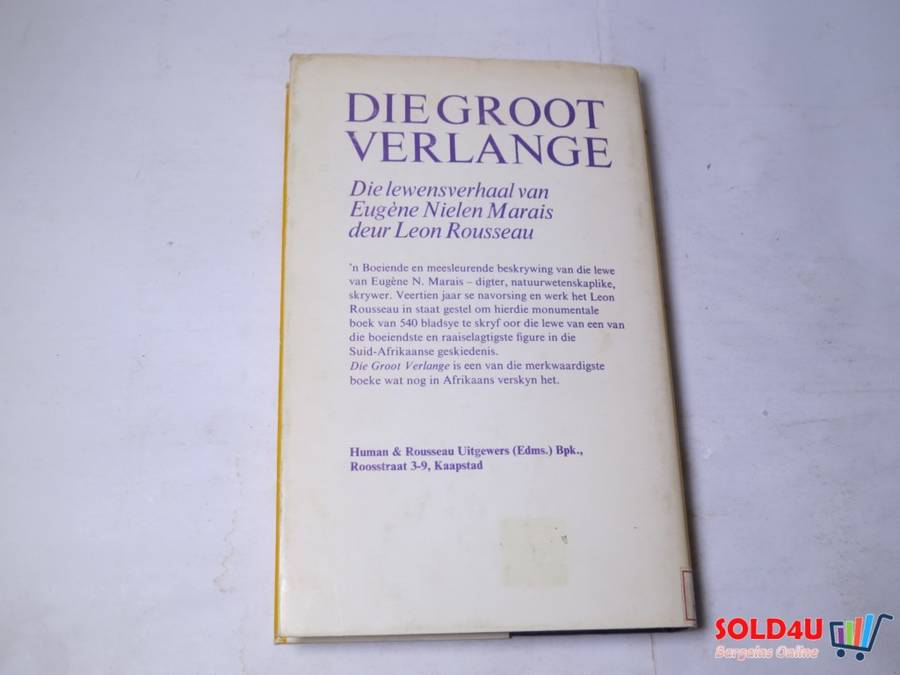 DIE GROOT
VERLANGE
Die lewensverhaal van
Eugène Nielen Marais
deur Leon Rousseau
'n Boeiende en meesleurende beskrywing van die lewe
van Eugène N. Marais – digter, natuurwetenskaplike,
skrywer. Veertien jaar se navorsing en werk het Leon
Rousseau in staat gestel om hierdie monumentale
boek van 540 bladsye te skryf oor die lewe van een van
die boeiendste en raaiselagtigste figure in die
Suid-Afrikaanse geskiedenis.
Die Groot Verlange is een van die merkwaardigste
boeke wat nog in Afrikaans verskyn het.
Human & Rousseau Uitgewers (Edms.) Bpk.,
Roosstraat 3-9, Kaapstad
SOLD4U
Bargains Online